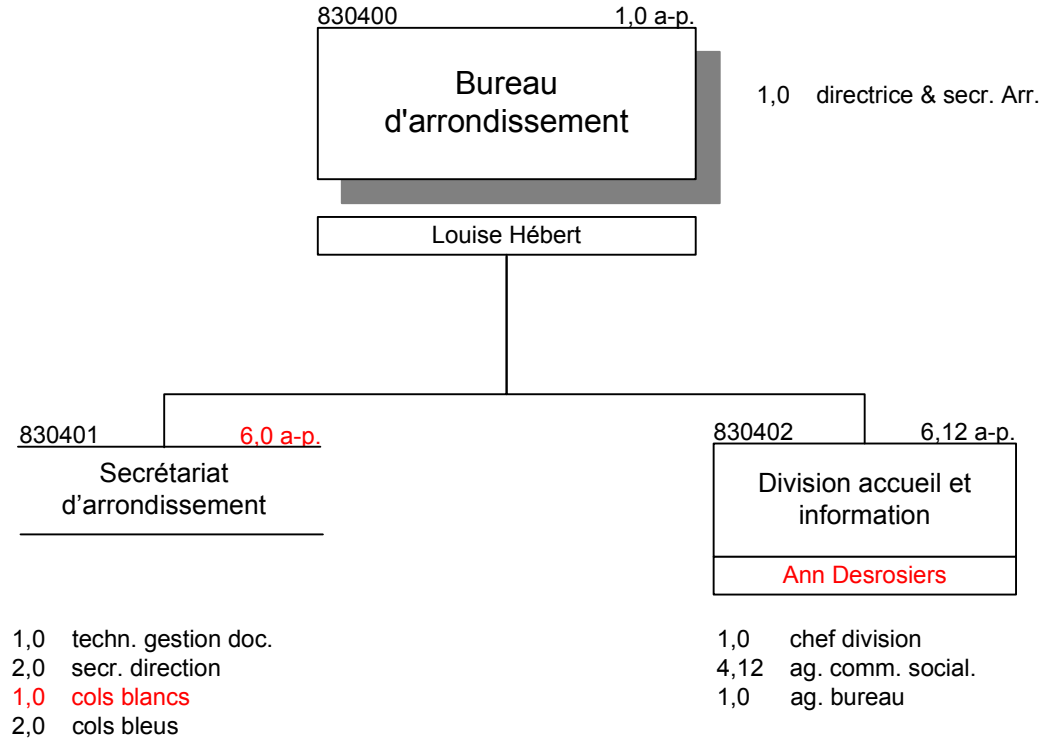 830400 1,0 a-p.
Bureau
d'arrondissement
1,0 directrice & secr. Arr.
Louise Hébert
830401 6,0 a-p.
Secrétariat
d’arrondissement
830402 6,12 a-p.
Division accueil et
information
Ann Desrosiers
1,0 techn. gestion doc.
2,0 secr. direction
1,0 cols blancs
2,0 cols bleus
1,0 chef division
4,12 ag. comm. social.
1,0 ag. bureau